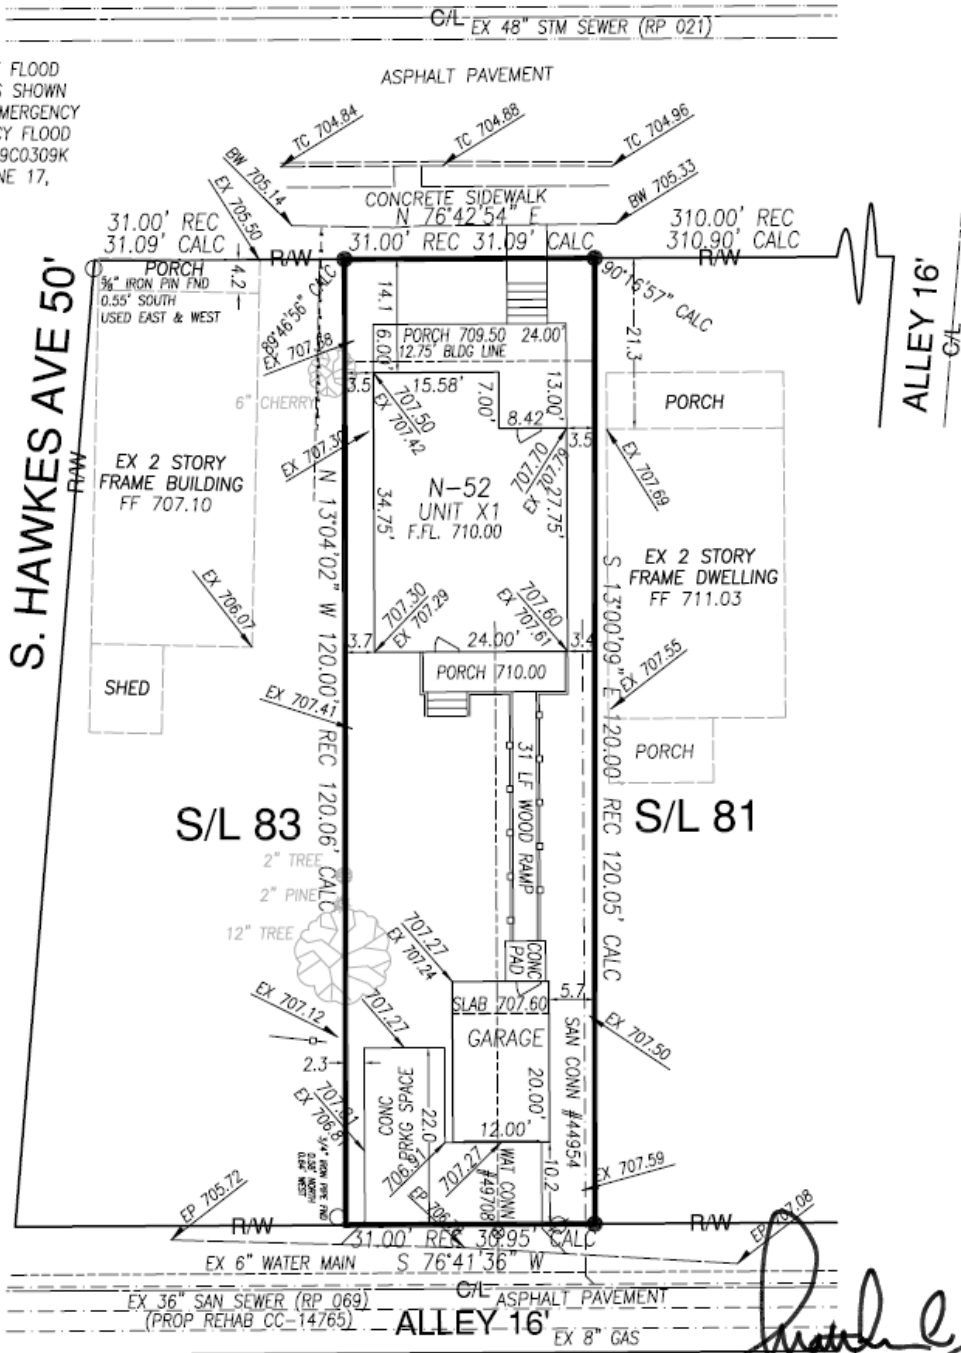 C/L
EX 48" STM SEWER (RP 021)
FLOOD
SHOWN
MERGENCY
FLOOD
9C0309K
NE 17,
ASPHALT PAVEMENT
TC 704.84
TC 704.88
TC 704.96
BW 705.14
EX 705.50
BW 705.33
CONCRETE SIDEWALK
N 76°42'54" E
31.00' REC
31.09' CALC
31.00' REC 31.09' CALC
310.00' REC
310.90' CALC
R/W
R/W
PORCH
IRON PIN FND
0.55' SOUTH
USED EAST & WEST
4.2
89°46'56" CALC
90°16'57" CALC
S. HAWKES AVE 50'
R/W
ALLEY 16'
C/L
14.1
6.00'
PORCH 709.50 24.00'
12.75' BLDG LINE
21.3
6" CHERRY
3.5
15.58'
7.00'
13.00'
8.42'
3.5
PORCH
707.50
EX 707.42
EX 707.30
707.70
EX 707.79
EX 707.69
EX 2 STORY
FRAME BUILDING
FF 707.10
N-52
UNIT X1
F.FL. 710.00
34.75'
27.75'
EX 2 STORY
FRAME DWELLING
FF 711.03
EX 706.07
707.30
EX 707.29
707.60
EX 707.61
3.7
24.00'
3.4
EX 707.55
PORCH 710.00
SHED
EX 707.41
PORCH
N 13°04'02" W 120.00' REC 120.06' CALC
S 13°00'09" E 120.00 REC 120.05' CALC
31 LF WOOD RAMP
S/L 83
S/L 81
2" TREE
2" PINE
12" TREE
707.27
EX 707.24
CONC
PAD
EX 707.12
707.27
SLAB 707.60
GARAGE
5.7
EX 707.50
SAN CONN #44954
2.3
PRKG SPACE
CONC
22.0
20.00'
12.00'
EX 706.81
706.91
707.27
WAT CONN
#49708
10.2
EX 707.59
3/4" IRON PIPE FND
EP 705.72
EP 707.08
R/W
R/W
31.00' REC 30.95' CALC
S 76°41'36" W
EX 6" WATER MAIN
C/L
EX 36" SAN SEWER (RP 069)
(PROP REHAB CC-14765)
ASPHALT PAVEMENT
ALLEY 16'
EX 8" GAS